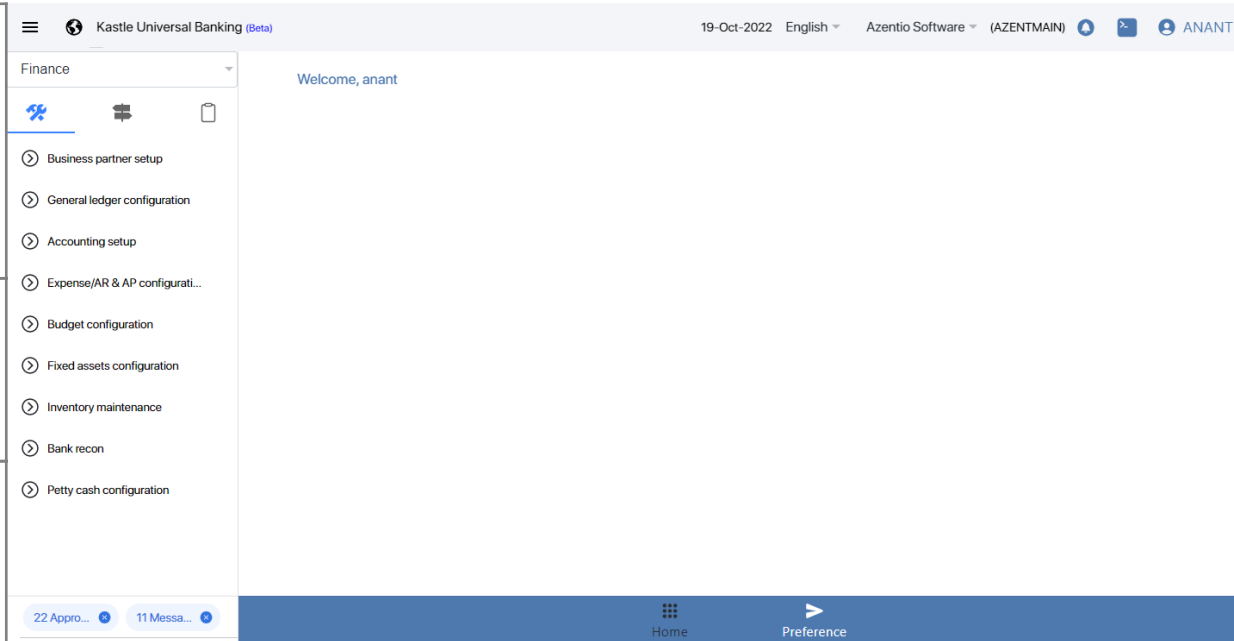 Kastle Universal Banking (Beta)
19-Oct-2022 English Azentio Software (AZENTMAIN) ANANT
Finance
Welcome, anant
Business partner setup
General ledger configuration
Accounting setup
Expense/AR & AP configurati...
Budget configuration
Fixed assets configuration
Inventory maintenance
Bank recon
Petty cash configuration
22 Appro... 11 Messa...
Home Preference